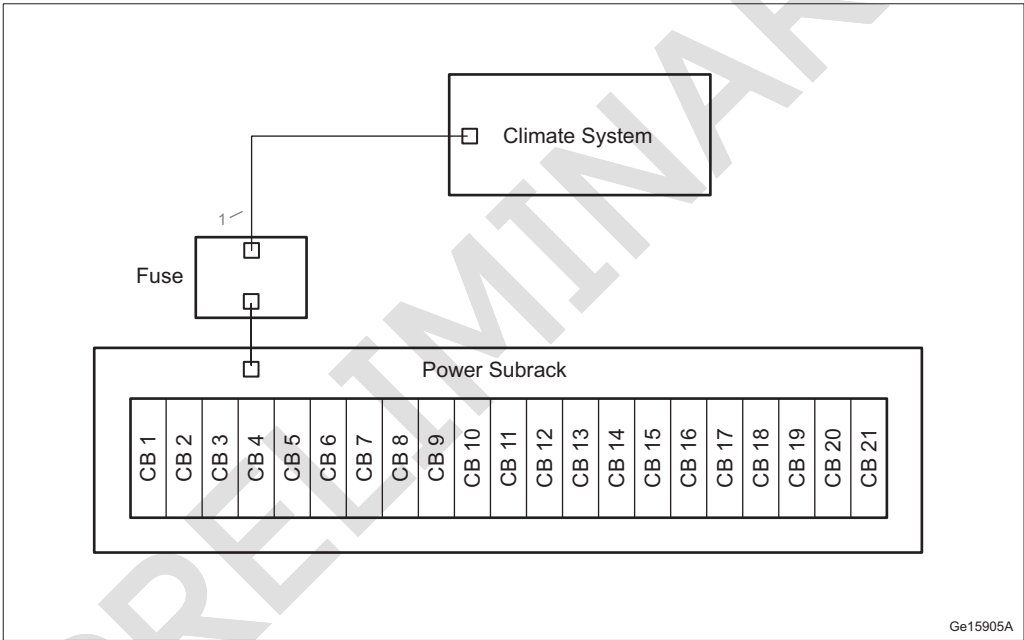 Climate System
1
Fuse
Power Subrack
CB 1
CB 2
CB 3
CB 4
CB 5
CB 6
CB 7
CB 8
CB 9
CB 10
CB 11
CB 12
CB 13
CB 14
CB 15
CB 16
CB 17
CB 18
CB 19
CB 20
CB 21
Ge15905A
PRELIMINAR